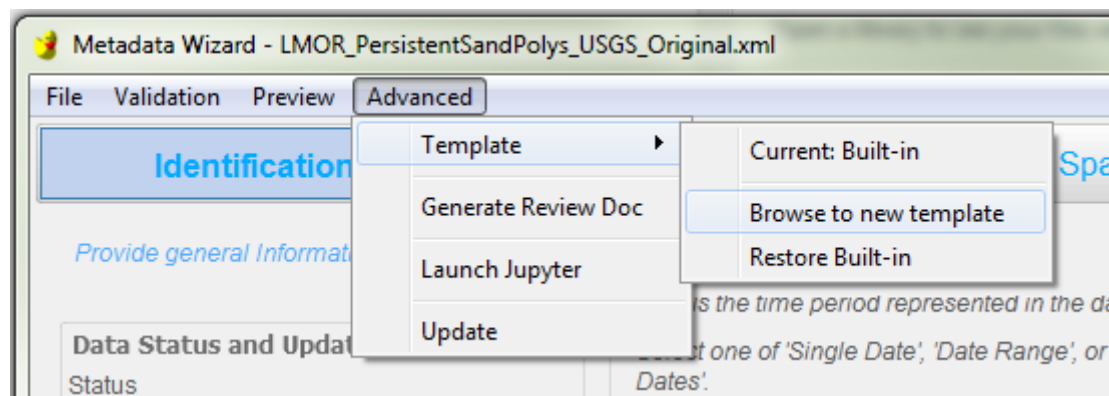 Metadata Wizard - LMOR_PersistentSandPolys_USGS_Original.xml
File Validation Preview Advanced
Identification
Template
Current: Built-in
Spa
Generate Review Doc
Browse to new template
Provide general Informat
Restore Built-in
Launch Jupyter
is the time period represented in the da
Data Status and Updat
Update
one of 'Single Date', 'Date Range', or
Status
Dates'.